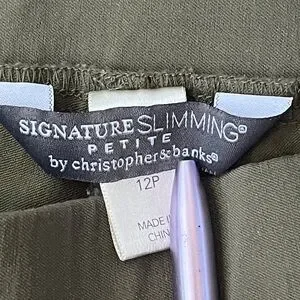 SIGNATURE SLIMMING®
PETITE
by christopher & banks®
12P
MADE IN
CHINA